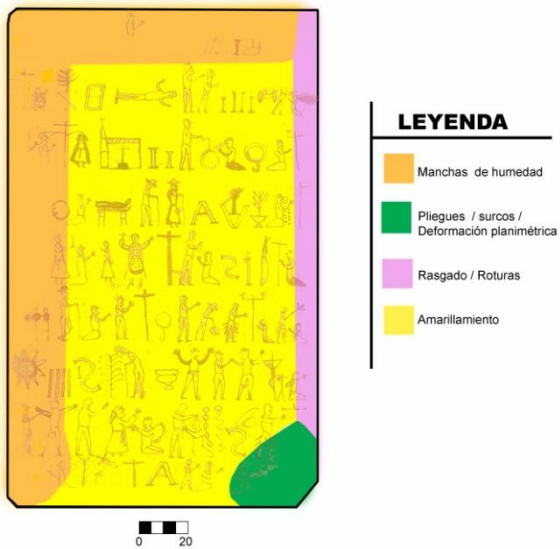 LEYENDA
Manchas de humedad
Pliegues / surcos /
Deformación planimétrica
Rasgado / Roturas
Amarillamiento
0 20